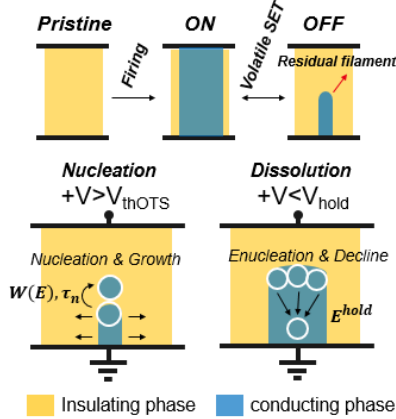 Pristine ON OFF
Firing
Volatile SET
Residual filament
Nucleation Dissolution
+V>VthOTS +V<Vhold
Nucleation & Growth Enucleation & Decline
W(E), τn
E^hold
Insulating phase conducting phase